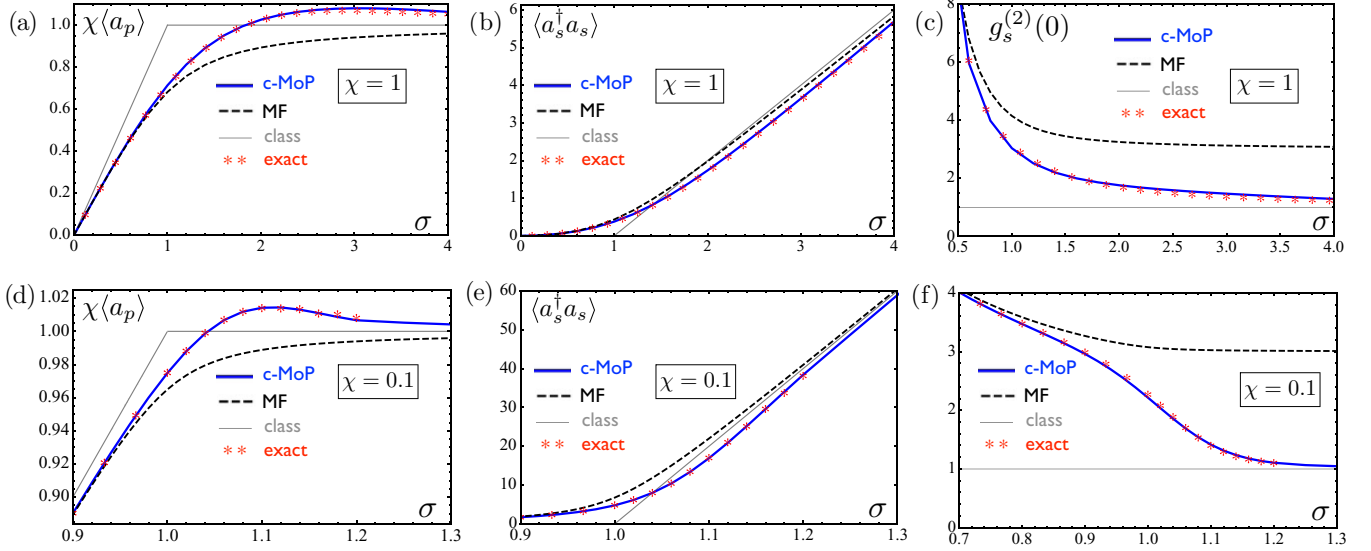 (a)
χ⟨a_p⟩
1.0
0.8
0.6
0.4
0.2
0.0
0
1
2
3
4
σ
c-MoP
MF
class
** exact
χ = 1
(b)
⟨a_s^†a_s⟩
6
5
4
3
2
1
0
0
1
2
3
4
σ
c-MoP
MF
class
** exact
χ = 1
(c)
g_s^{(2)}(0)
8
6
4
2
0
0.5
1.0
1.5
2.0
2.5
3.0
3.5
4.0
σ
c-MoP
MF
class
** exact
χ = 1
(d)
χ⟨a_p⟩
1.02
1.00
0.98
0.96
0.94
0.92
0.90
0.9
1.0
1.1
1.2
1.3
σ
c-MoP
MF
class
** exact
χ = 0.1
(e)
⟨a_s^†a_s⟩
60
50
40
30
20
10
0
0.9
1.0
1.1
1.2
1.3
σ
c-MoP
MF
class
** exact
χ = 0.1
(f)
4
3
2
1
0
0.7
0.8
0.9
1.0
1.1
1.2
1.3
σ
c-MoP
MF
class
** exact
χ = 0.1